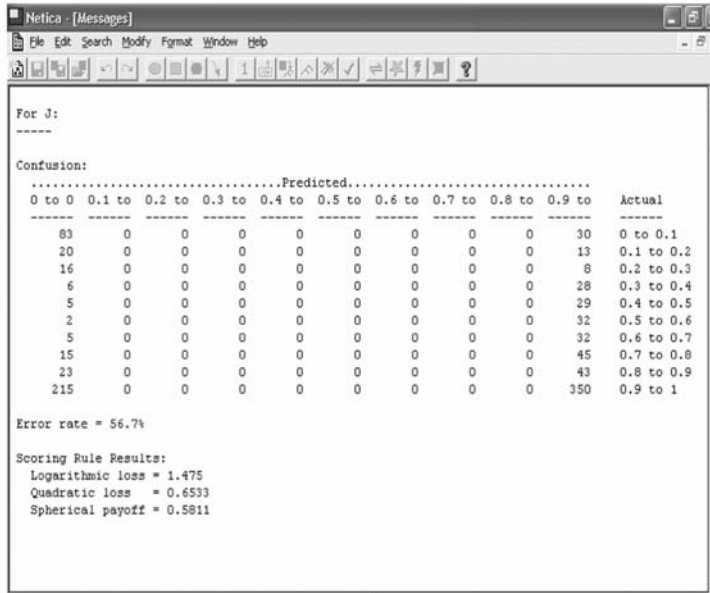 Netica - [Messages]
File Edit Search Modify Format Window Help
For J:
-----
Confusion:
...................................Predicted..................................
0 to 0 0.1 to 0.2 to 0.3 to 0.4 to 0.5 to 0.6 to 0.7 to 0.8 to 0.9 to Actual
------ ------ ------ ------ ------ ------ ------ ------ ------ ------ ------
83 0 0 0 0 0 0 0 0 30 0 to 0.1
20 0 0 0 0 0 0 0 0 13 0.1 to 0.2
16 0 0 0 0 0 0 0 0 8 0.2 to 0.3
6 0 0 0 0 0 0 0 0 28 0.3 to 0.4
5 0 0 0 0 0 0 0 0 29 0.4 to 0.5
2 0 0 0 0 0 0 0 0 32 0.5 to 0.6
5 0 0 0 0 0 0 0 0 32 0.6 to 0.7
15 0 0 0 0 0 0 0 0 45 0.7 to 0.8
23 0 0 0 0 0 0 0 0 43 0.8 to 0.9
215 0 0 0 0 0 0 0 0 350 0.9 to 1
Error rate = 56.7%
Scoring Rule Results:
Logarithmic loss = 1.475
Quadratic loss = 0.6533
Spherical payoff = 0.5811